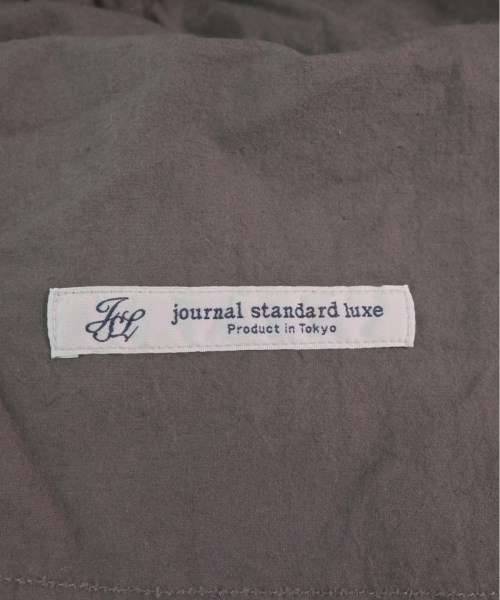 JSL
journal standard luxe
Product in Tokyo